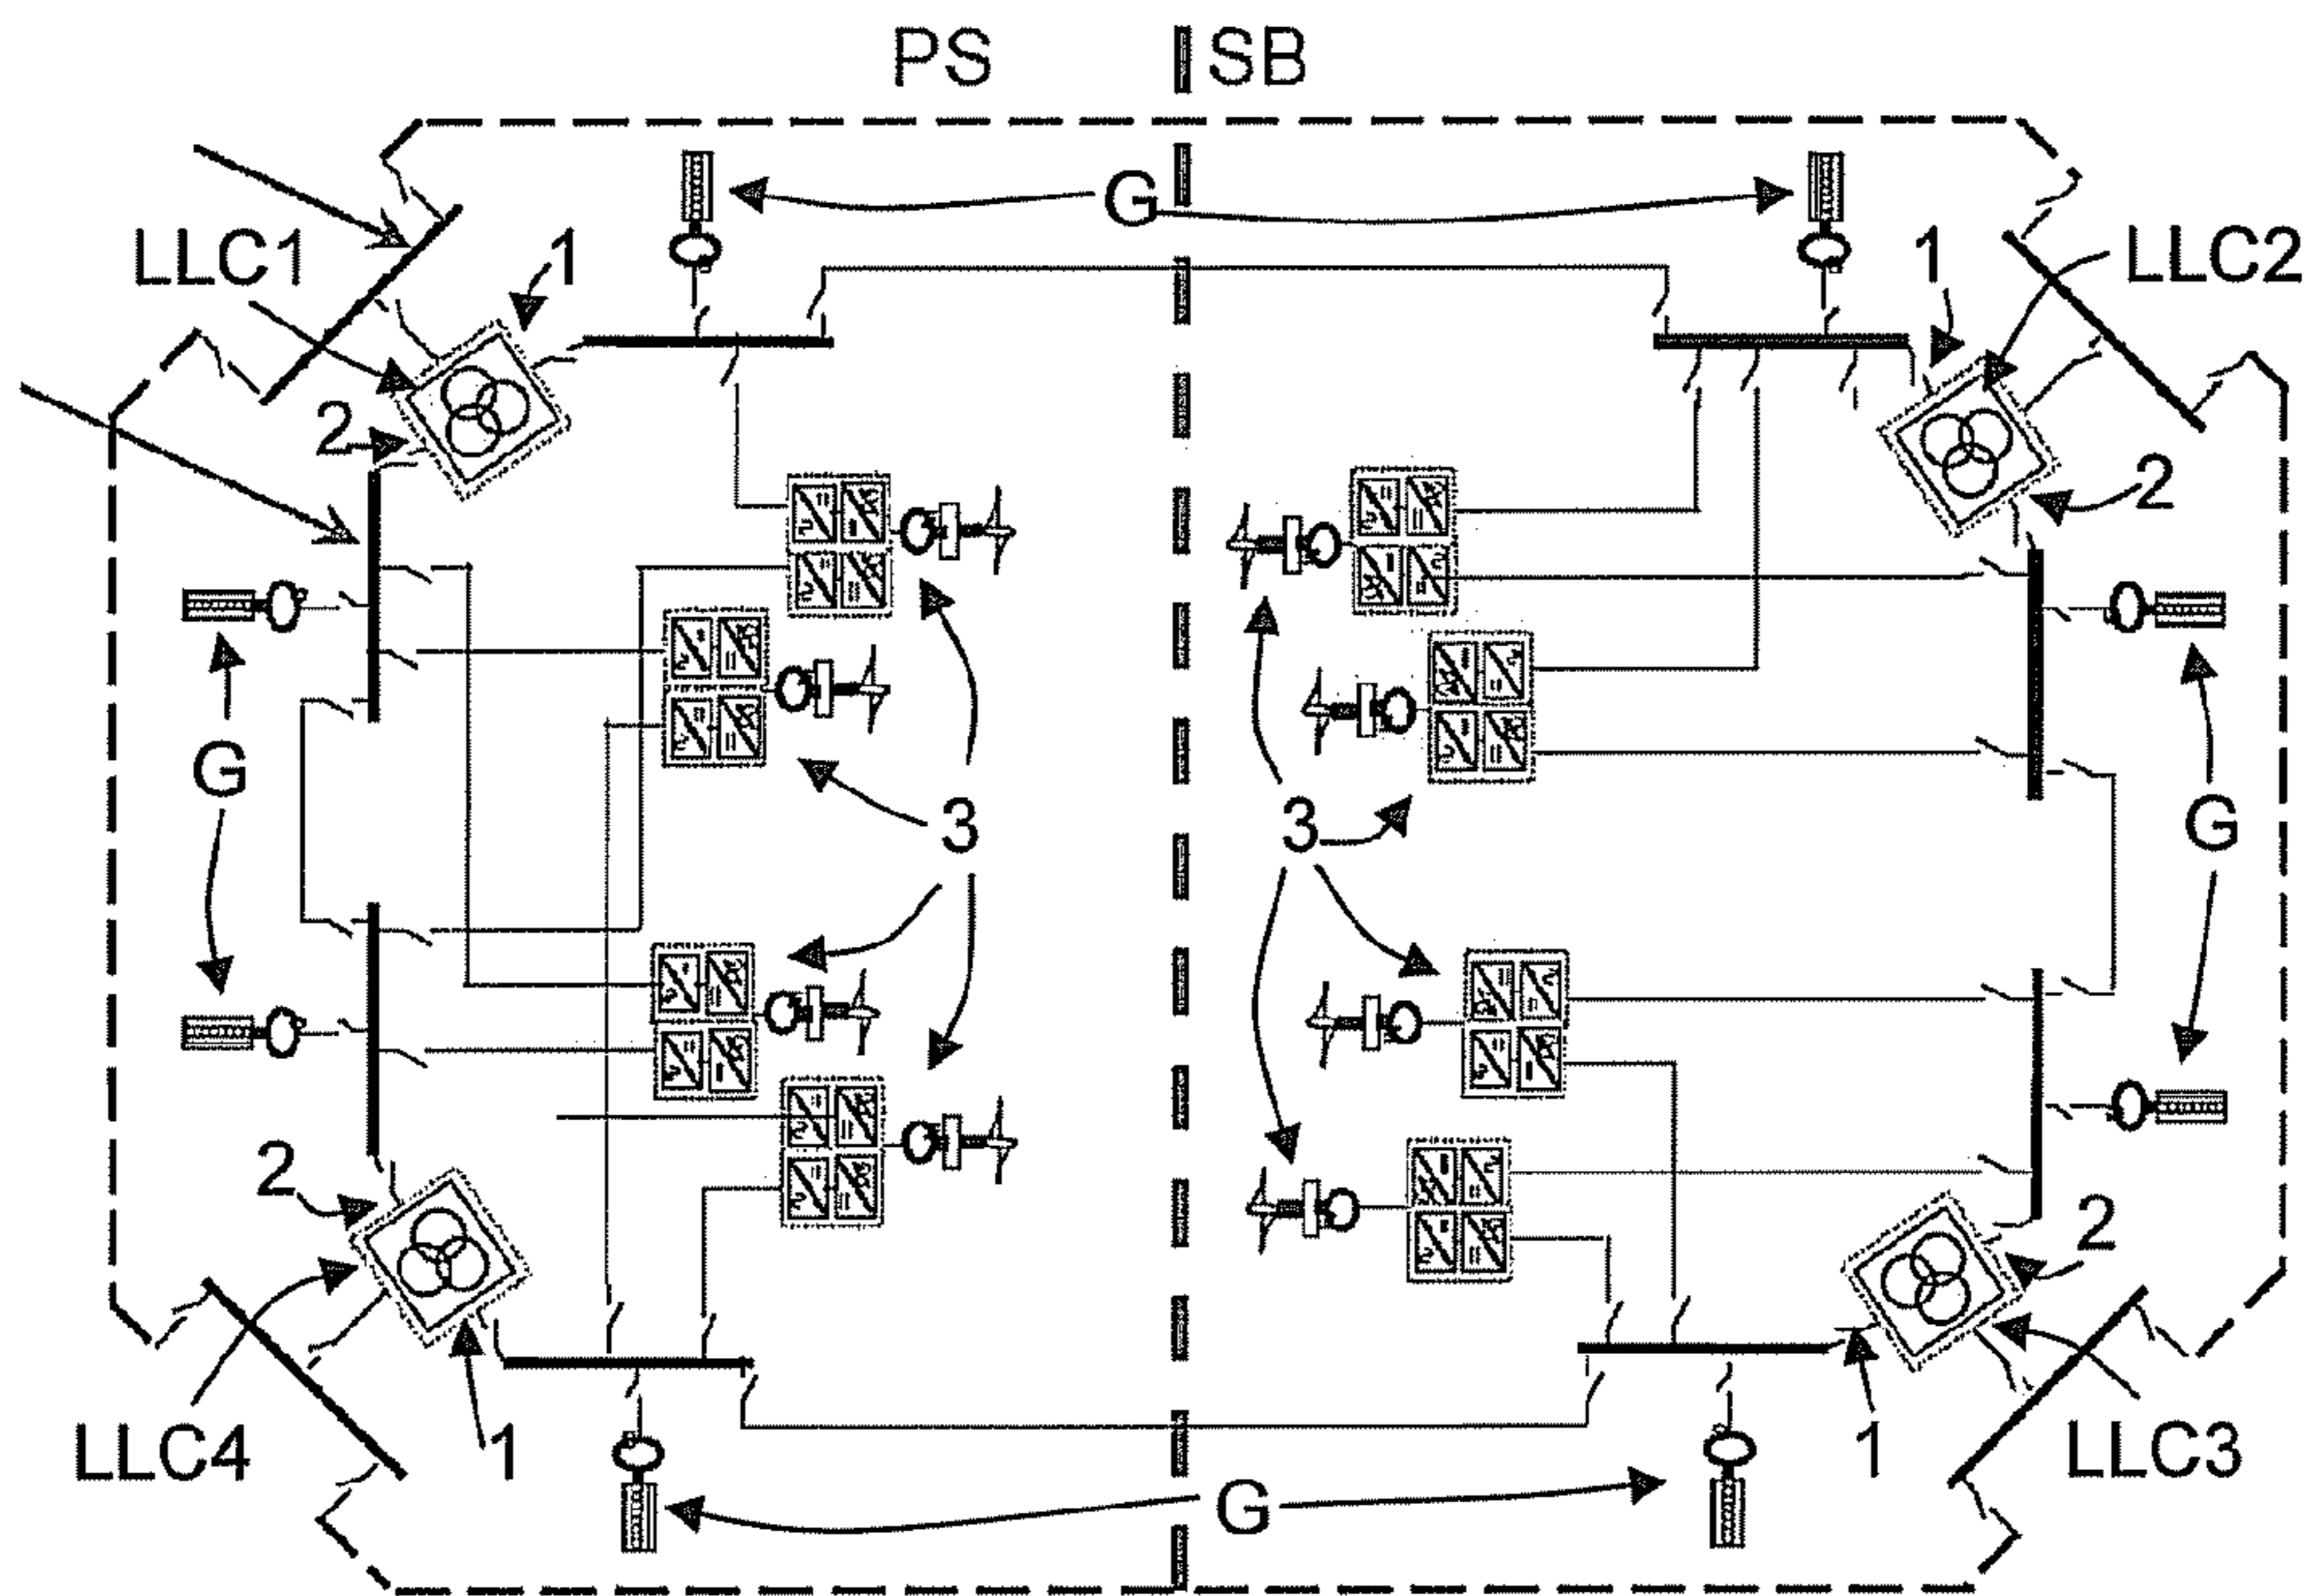 PS SB
G
LLC1 1 1 LLC2
2 2
G 3 3 G
2 2
LLC4 1 1 LLC3
G